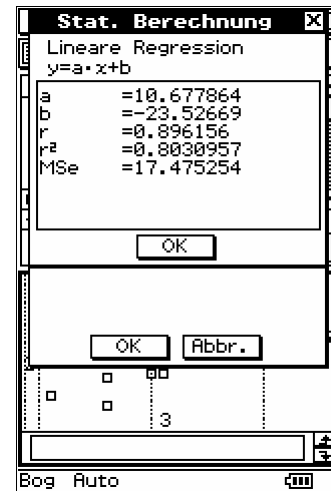 Stat. Berechnung X
Lineare Regression
y=a·x+b
a =10.677864
b =-23.52669
r =0.896156
r² =0.8030957
MSe =17.475254
OK
OK Abbr.
3
Bog Auto